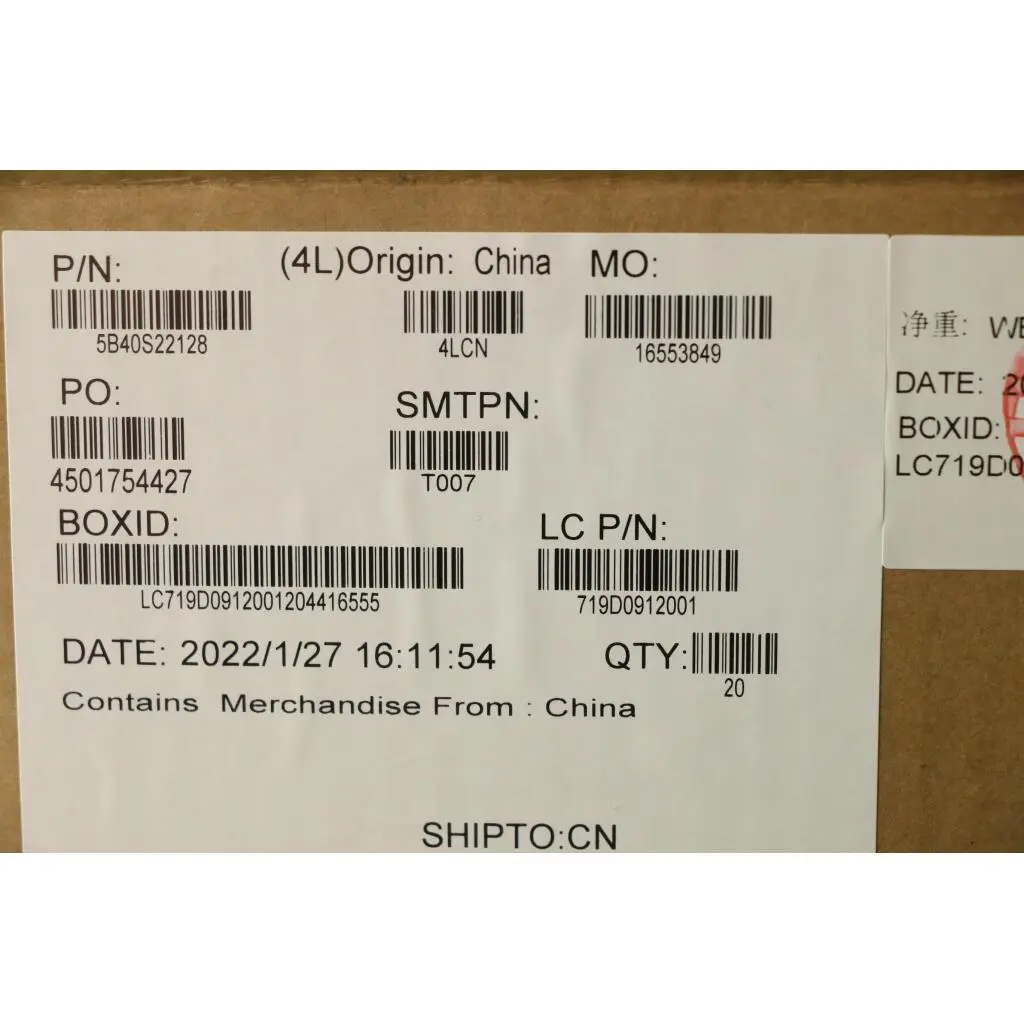 P/N: (4L)Origin: China MO:
5B40S22128 4LCN 16553849
PO: SMTPN:
4501754427 T007
BOXID: LC P/N:
LC719D0912001204416555 719D0912001
DATE: 2022/1/27 16:11:54 QTY:
20
Contains Merchandise From : China
SHIPTO:CN
净重:
DATE:
BOXID:
LC719D0